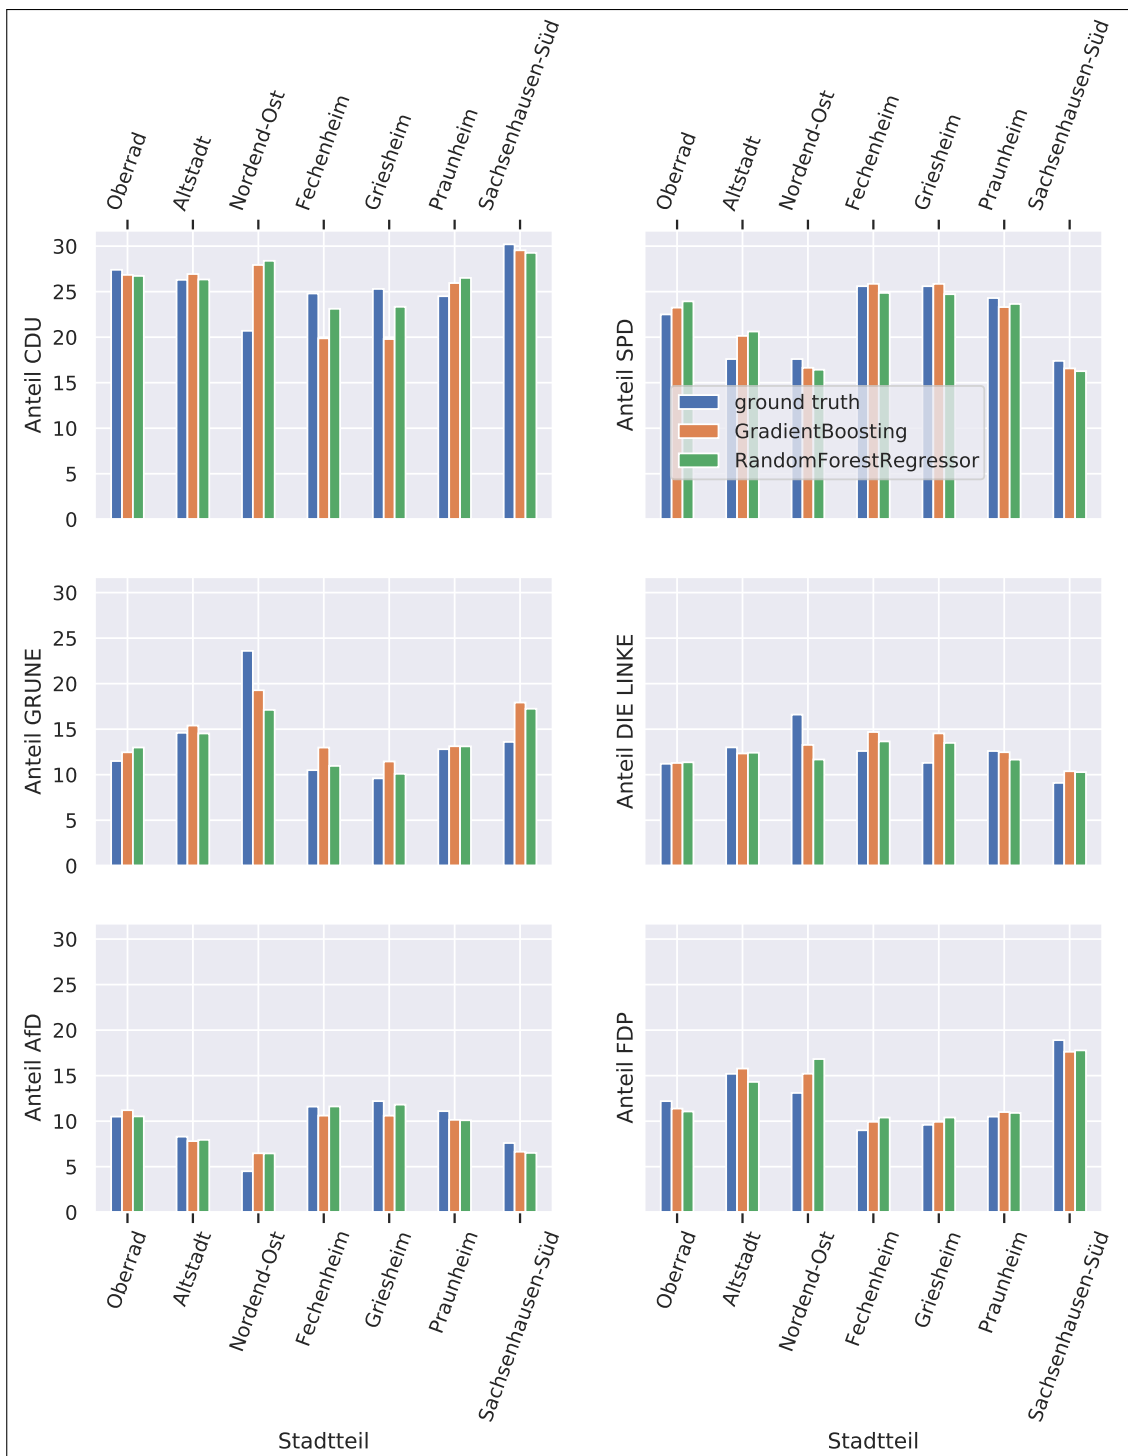 Oberrad
Altstadt
Nordend-Ost
Fechenheim
Griesheim
Praunheim
Sachsenhausen-Süd
Oberrad
Altstadt
Nordend-Ost
Fechenheim
Griesheim
Praunheim
Sachsenhausen-Süd
Anteil CDU
30
25
20
15
10
5
0
Anteil SPD
ground truth
GradientBoosting
RandomForestRegressor
Anteil GRUNE
30
25
20
15
10
5
0
Anteil DIE LINKE
Anteil AfD
30
25
20
15
10
5
0
Anteil FDP
Oberrad
Altstadt
Nordend-Ost
Fechenheim
Griesheim
Praunheim
Sachsenhausen-Süd
Stadtteil
Oberrad
Altstadt
Nordend-Ost
Fechenheim
Griesheim
Praunheim
Sachsenhausen-Süd
Stadtteil